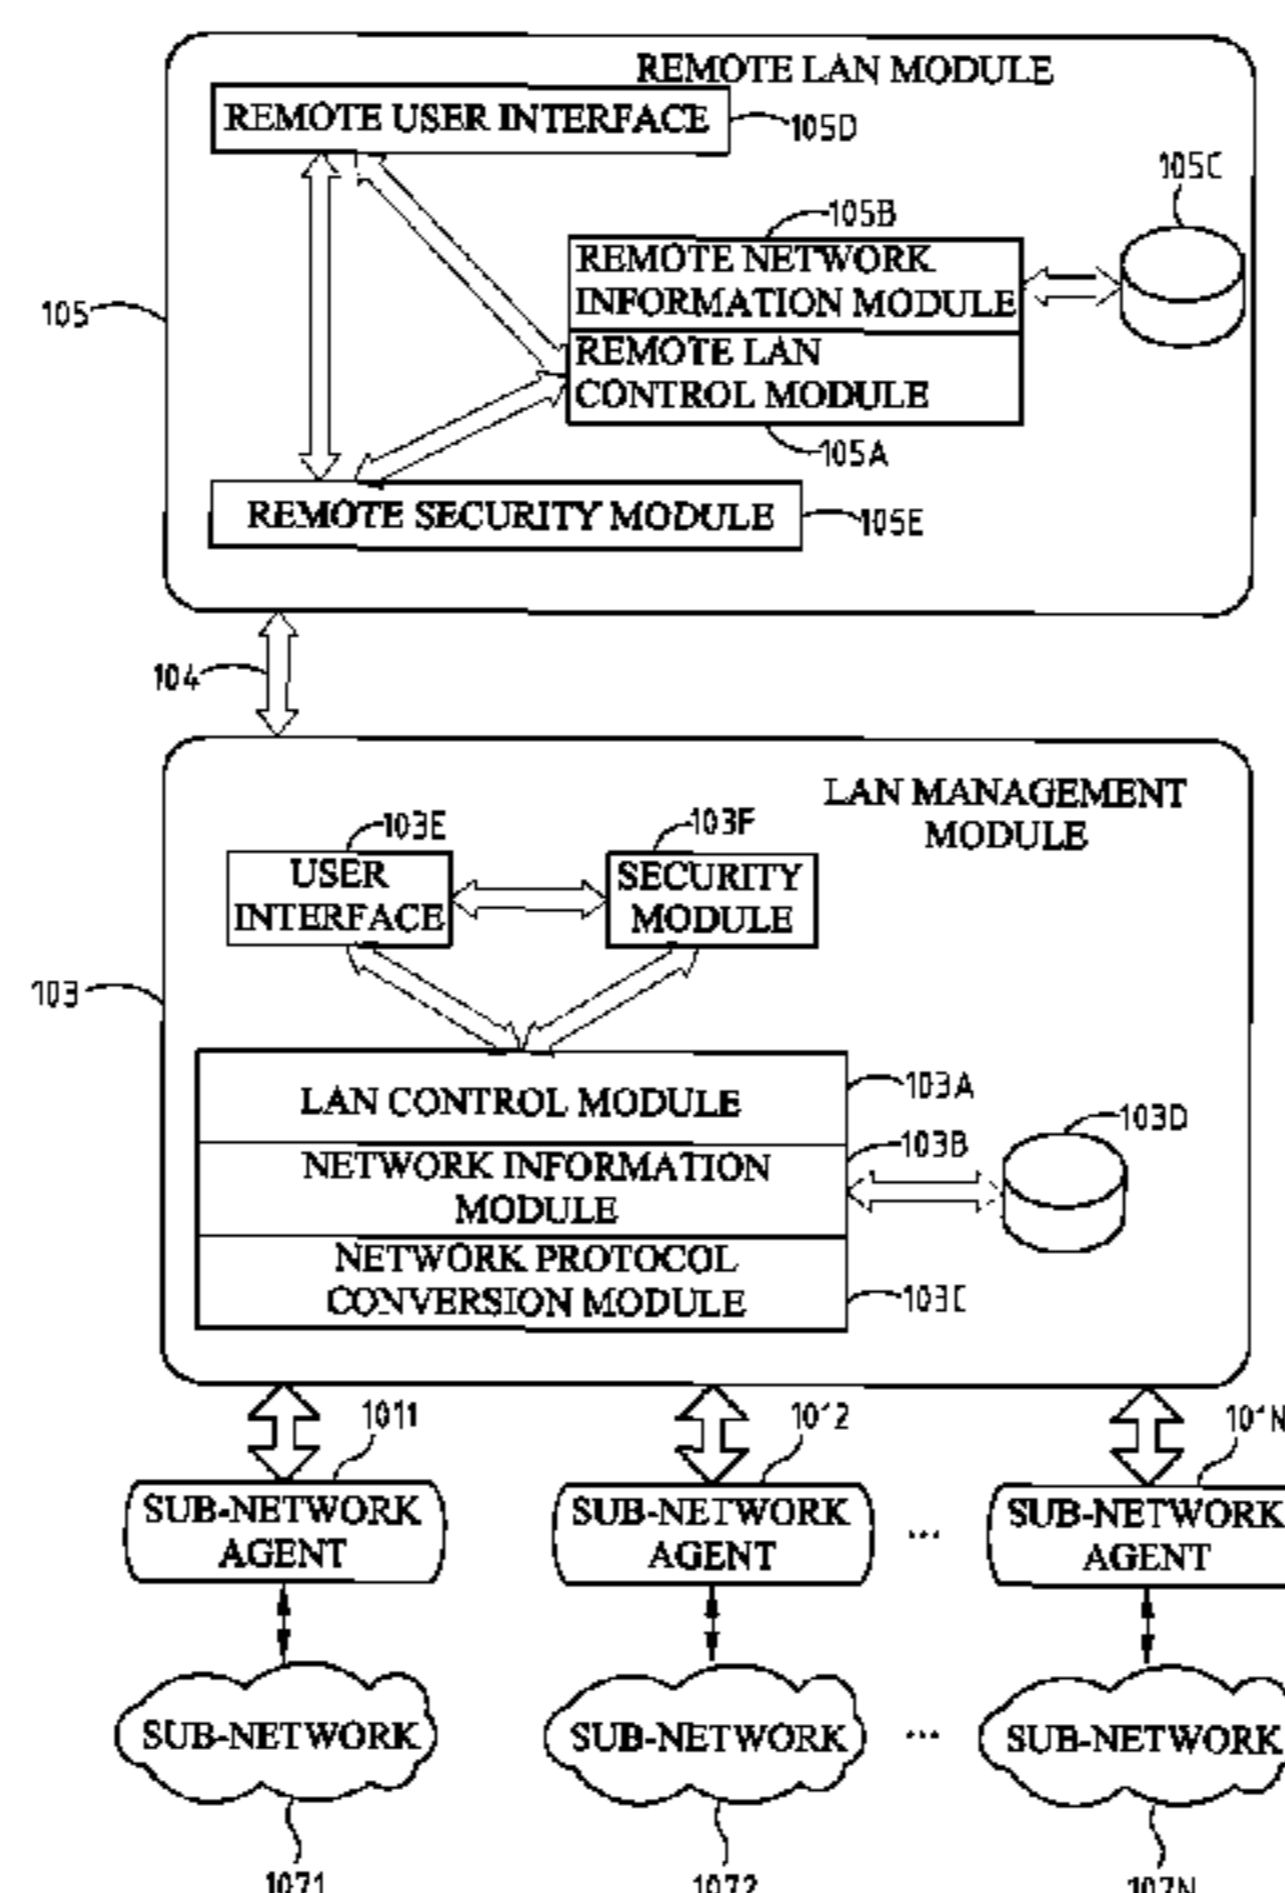 REMOTE LAN MODULE
REMOTE USER INTERFACE
105D
105C
105B
REMOTE NETWORK
INFORMATION MODULE
105
REMOTE LAN
CONTROL MODULE
105A
REMOTE SECURITY MODULE
105E
104
LAN MANAGEMENT
MODULE
103E
103F
USER
INTERFACE
SECURITY
MODULE
103
LAN CONTROL MODULE
103A
103D
103B
NETWORK INFORMATION
MODULE
NETWORK PROTOCOL
CONVERSION MODULE
103C
1011
1012
101N
SUB-NETWORK
AGENT
SUB-NETWORK
AGENT
...
SUB-NETWORK
AGENT
SUB-NETWORK
SUB-NETWORK
...
SUB-NETWORK
1071
1072
107N